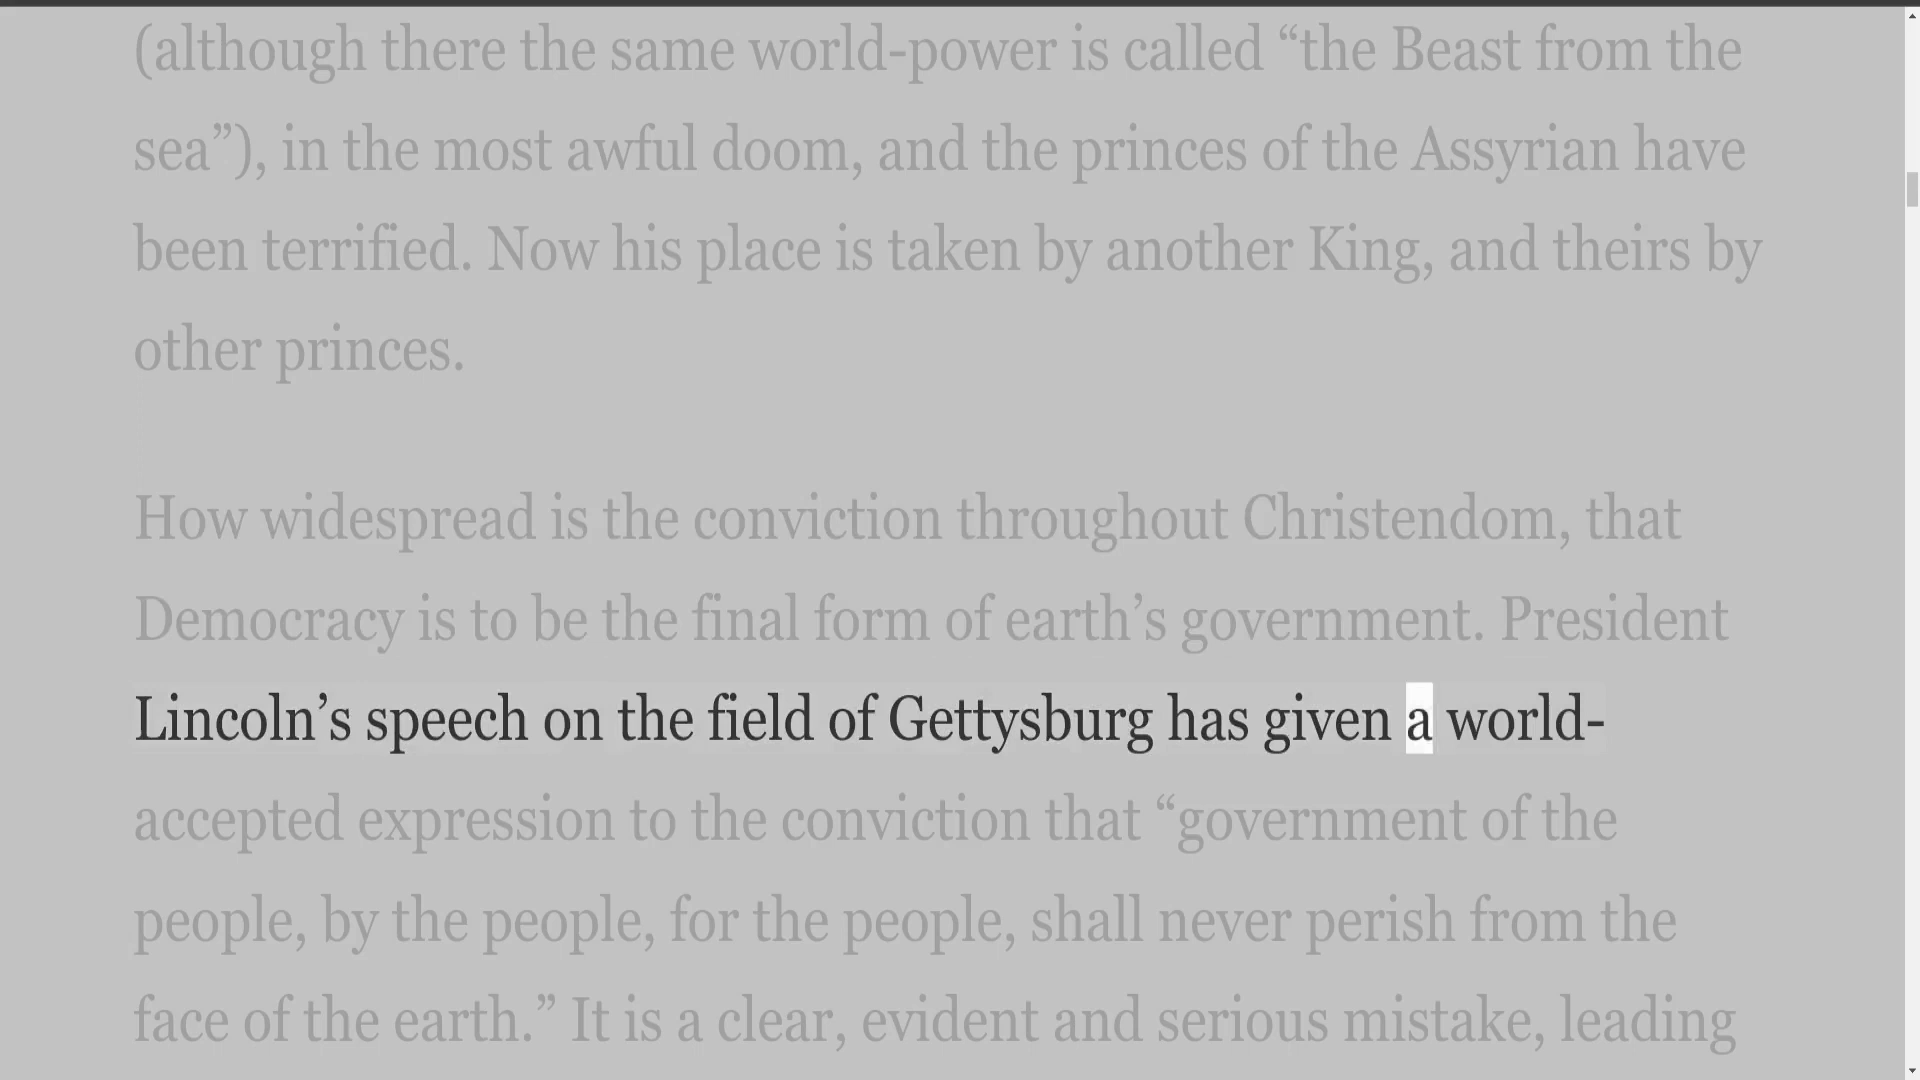 (although there the same world-power is called “the Beast from the
sea”), in the most awful doom, and the princes of the Assyrian have
been terrified. Now his place is taken by another King, and theirs by
other princes.
How widespread is the conviction throughout Christendom, that
Democracy is to be the final form of earth’s government. President
Lincoln’s speech on the field of Gettysburg has given a world-
accepted expression to the conviction that “government of the
people, by the people, for the people, shall never perish from the
face of the earth.” It is a clear, evident and serious mistake, leading